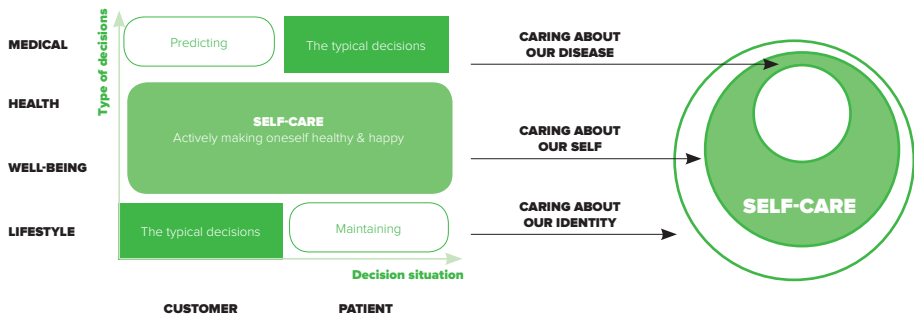 MEDICAL
HEALTH
WELL-BEING
LIFESTYLE
Type of decisions
Predicting
The typical decisions
SELF-CARE
Actively making oneself healthy & happy
The typical decisions
Maintaining
Decision situation
CUSTOMER
PATIENT
CARING ABOUT
OUR DISEASE
CARING ABOUT
OUR SELF
CARING ABOUT
OUR IDENTITY
SELF-CARE